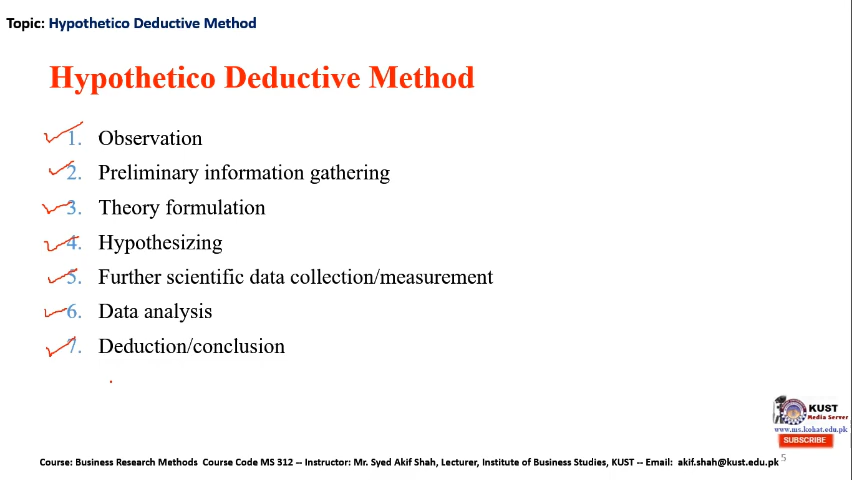 Topic: Hypothetico Deductive Method
Hypothetico Deductive Method
1. Observation
2. Preliminary information gathering
3. Theory formulation
4. Hypothesizing
5. Further scientific data collection/measurement
6. Data analysis
7. Deduction/conclusion
KUST
Media Server
www.ms.kohat.edu.pk
SUBSCRIBE
Course: Business Research Methods Course Code MS 312 -- Instructor: Mr. Syed Akif Shah, Lecturer, Institute of Business Studies, KUST -- Email: akif.shah@kust.edu.pk 5